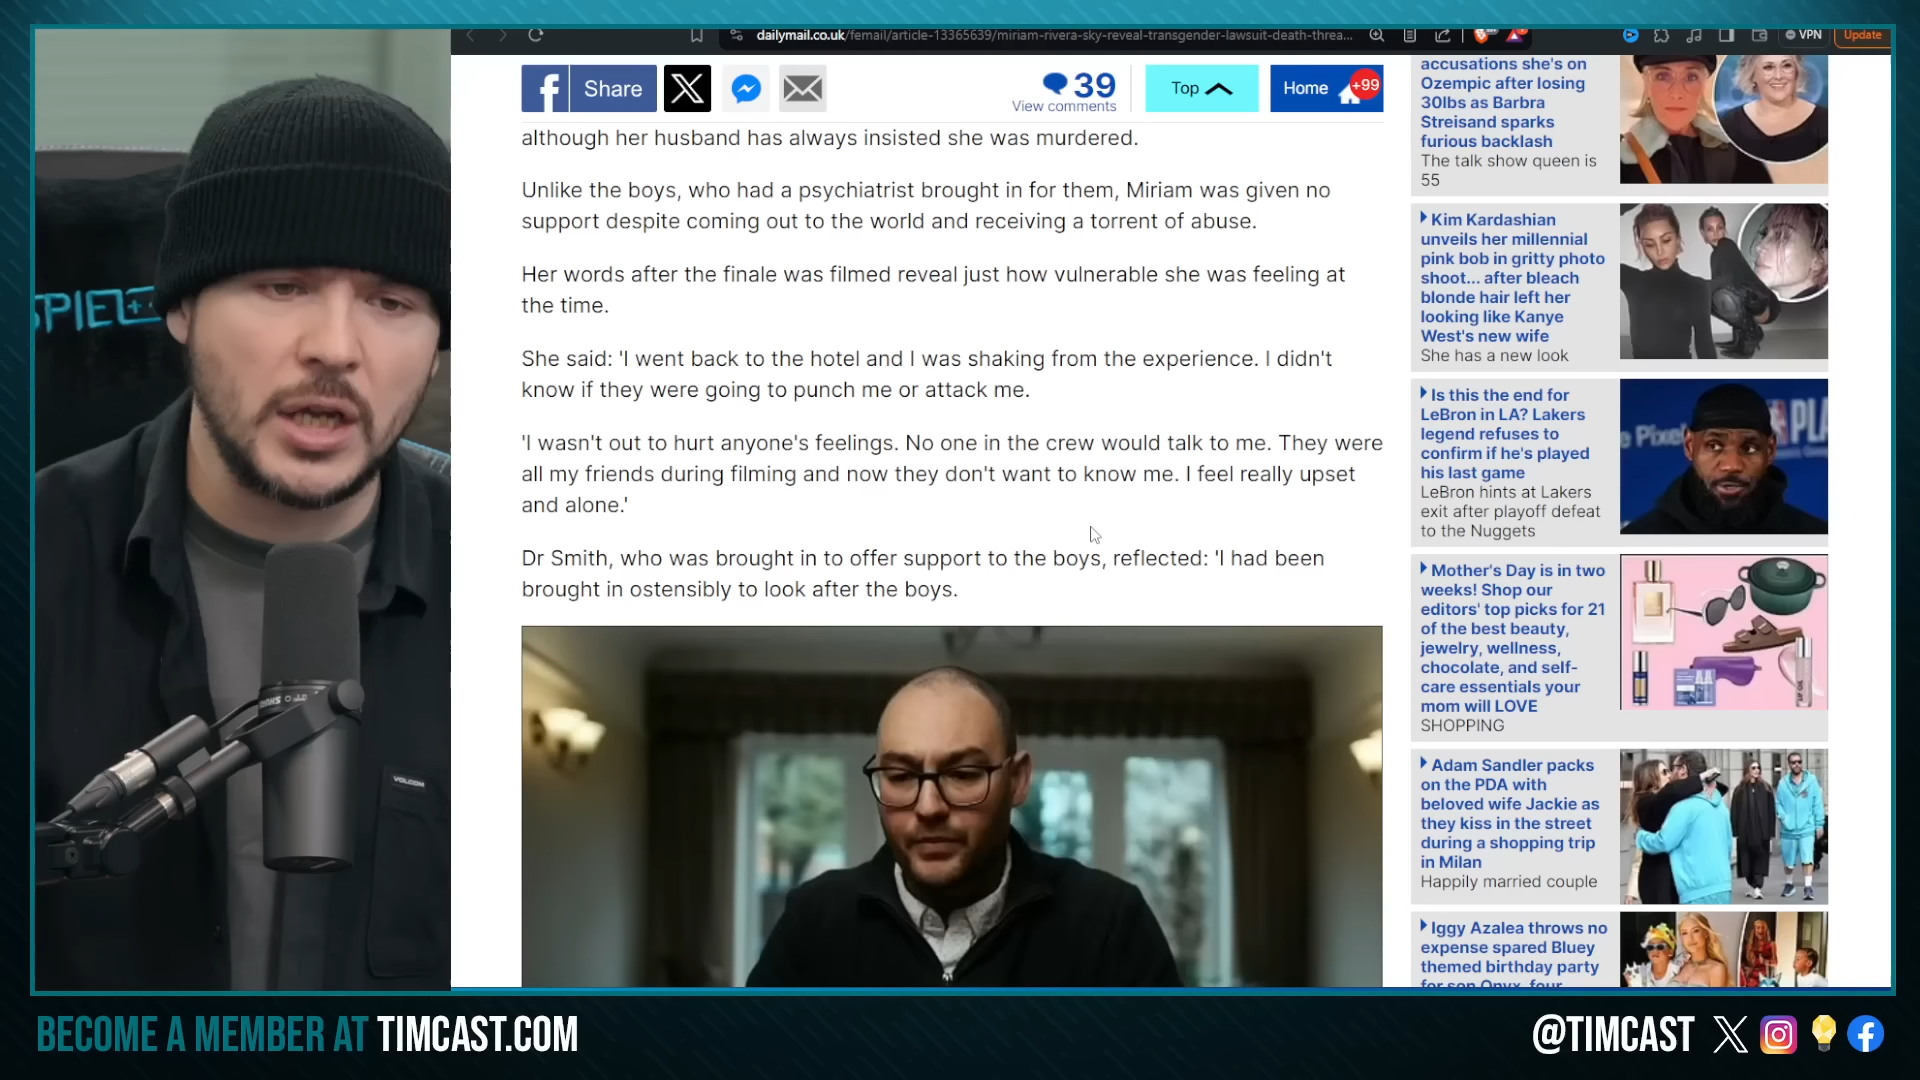 dailymail.co.uk/femail/article-13365639/miriam-rivera-sky-reveal-transgender-lawsuit-death-threa...
VPN
Update
Share
39
View comments
Top
Home
+99
although her husband has always insisted she was murdered.
Unlike the boys, who had a psychiatrist brought in for them, Miriam was given no
support despite coming out to the world and receiving a torrent of abuse.
Her words after the finale was filmed reveal just how vulnerable she was feeling at
the time.
She said: 'I went back to the hotel and I was shaking from the experience. I didn't
know if they were going to punch me or attack me.
'I wasn't out to hurt anyone's feelings. No one in the crew would talk to me. They were
all my friends during filming and now they don't want to know me. I feel really upset
and alone.'
Dr Smith, who was brought in to offer support to the boys, reflected: 'I had been
brought in ostensibly to look after the boys.
accusations she's on
Ozempic after losing
30lbs as Barbra
Streisand sparks
furious backlash
The talk show queen is
55
Kim Kardashian
unveils her millennial
pink bob in gritty photo
shoot... after bleach
blonde hair left her
looking like Kanye
West's new wife
She has a new look
Is this the end for
LeBron in LA? Lakers
legend refuses to
confirm if he's played
his last game
LeBron hints at Lakers
exit after playoff defeat
to the Nuggets
Mother's Day is in two
weeks! Shop our
editors' top picks for 21
of the best beauty,
jewelry, wellness,
chocolate, and self-
care essentials your
mom will LOVE
SHOPPING
Adam Sandler packs
on the PDA with
beloved wife Jackie as
they kiss in the street
during a shopping trip
in Milan
Happily married couple
Iggy Azalea throws no
expense spared Bluey
themed birthday party
for son Onyx, four
VOLCOM
BECOME A MEMBER AT TIMCAST.COM
@TIMCAST